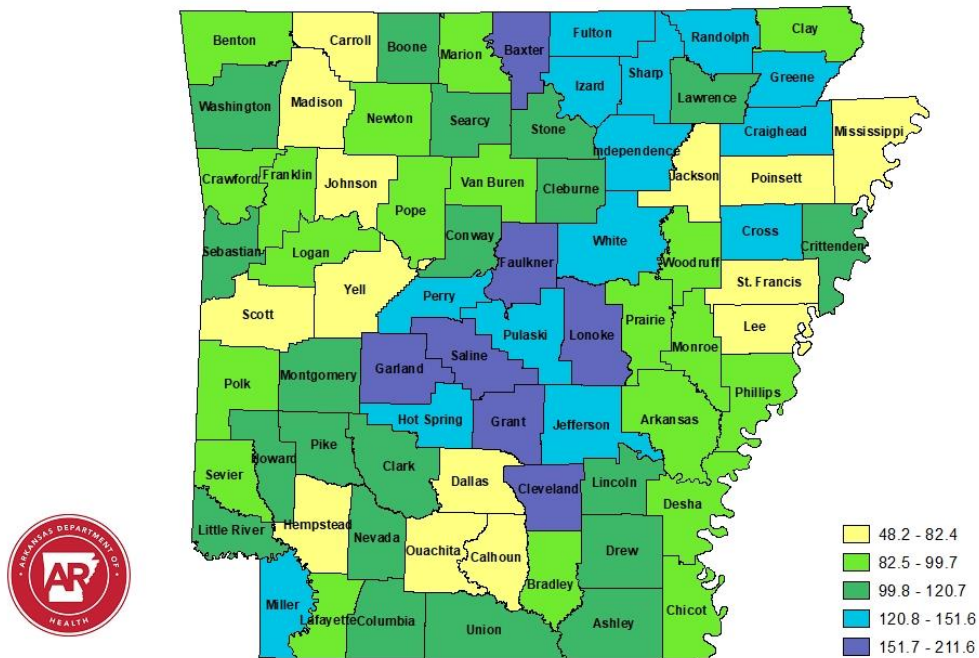 Benton
Carroll
Boone
Marion
Baxter
Fulton
Randolph
Clay
Sharp
Izard
Greene
Washington
Madison
Newton
Searcy
Stone
Lawrence
Independence
Craighead
Mississippi
Crawford
Franklin
Johnson
Pope
Van Buren
Cleburne
Jackson
Poinsett
Sebastian
Logan
Conway
Faulkner
White
Woodruff
Cross
Crittenden
Scott
Yell
Perry
Pulaski
Lonoke
Prairie
Monroe
St. Francis
Lee
Polk
Montgomery
Garland
Saline
Hot Spring
Grant
Jefferson
Arkansas
Phillips
Sevier
Howard
Pike
Clark
Dallas
Cleveland
Lincoln
Desha
Little River
Hempstead
Nevada
Ouachita
Calhoun
Bradley
Drew
Chicot
Miller
Lafayette
Columbia
Union
Ashley
ARKANSAS DEPARTMENT OF
AR
HEALTH
48.2 - 82.4
82.5 - 99.7
99.8 - 120.7
120.8 - 151.6
151.7 - 211.6